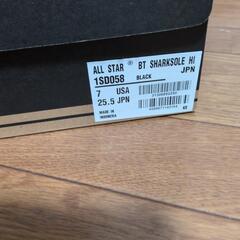 ALL STAR ® BT SHARKSOLE HI
JPN
1SD058 BLACK
7 USA
25.5 JPN
MADE IN
INDONESIA